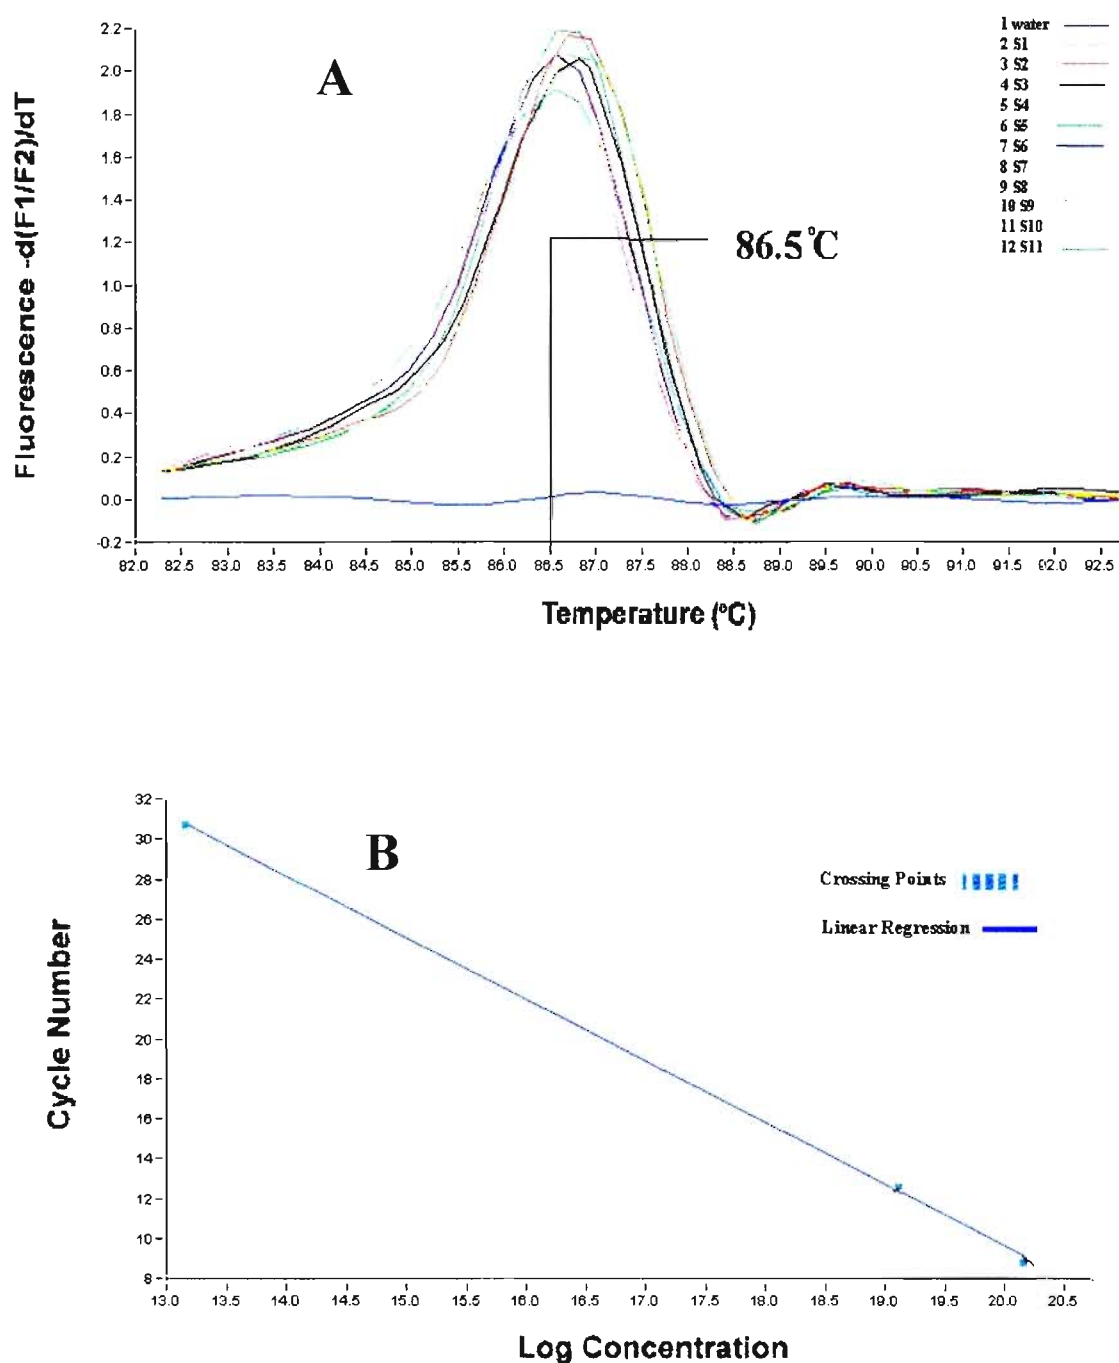 A
Fluorescence -d(F1/F2)/dT
2.2
2.0
1.8
1.6
1.4
1.2
1.0
0.8
0.6
0.4
0.2
0.0
-0.2
1 water
2 S1
3 S2
4 S3
5 S4
6 S5
7 S6
8 S7
9 S8
10 S9
11 S10
12 S11
86.5°C
82.0 82.5 83.0 83.5 84.0 84.5 85.0 85.5 86.0 86.5 87.0 87.5 88.0 88.5 89.0 89.5 90.0 90.5 91.0 91.5 92.0 92.5
Temperature (°C)
B
Cycle Number
32
30
28
26
24
22
20
18
16
14
12
10
8
Crossing Points
Linear Regression
13.0 13.5 14.0 14.5 15.0 15.5 16.0 16.5 17.0 17.5 18.0 18.5 19.0 19.5 20.0 20.5
Log Concentration